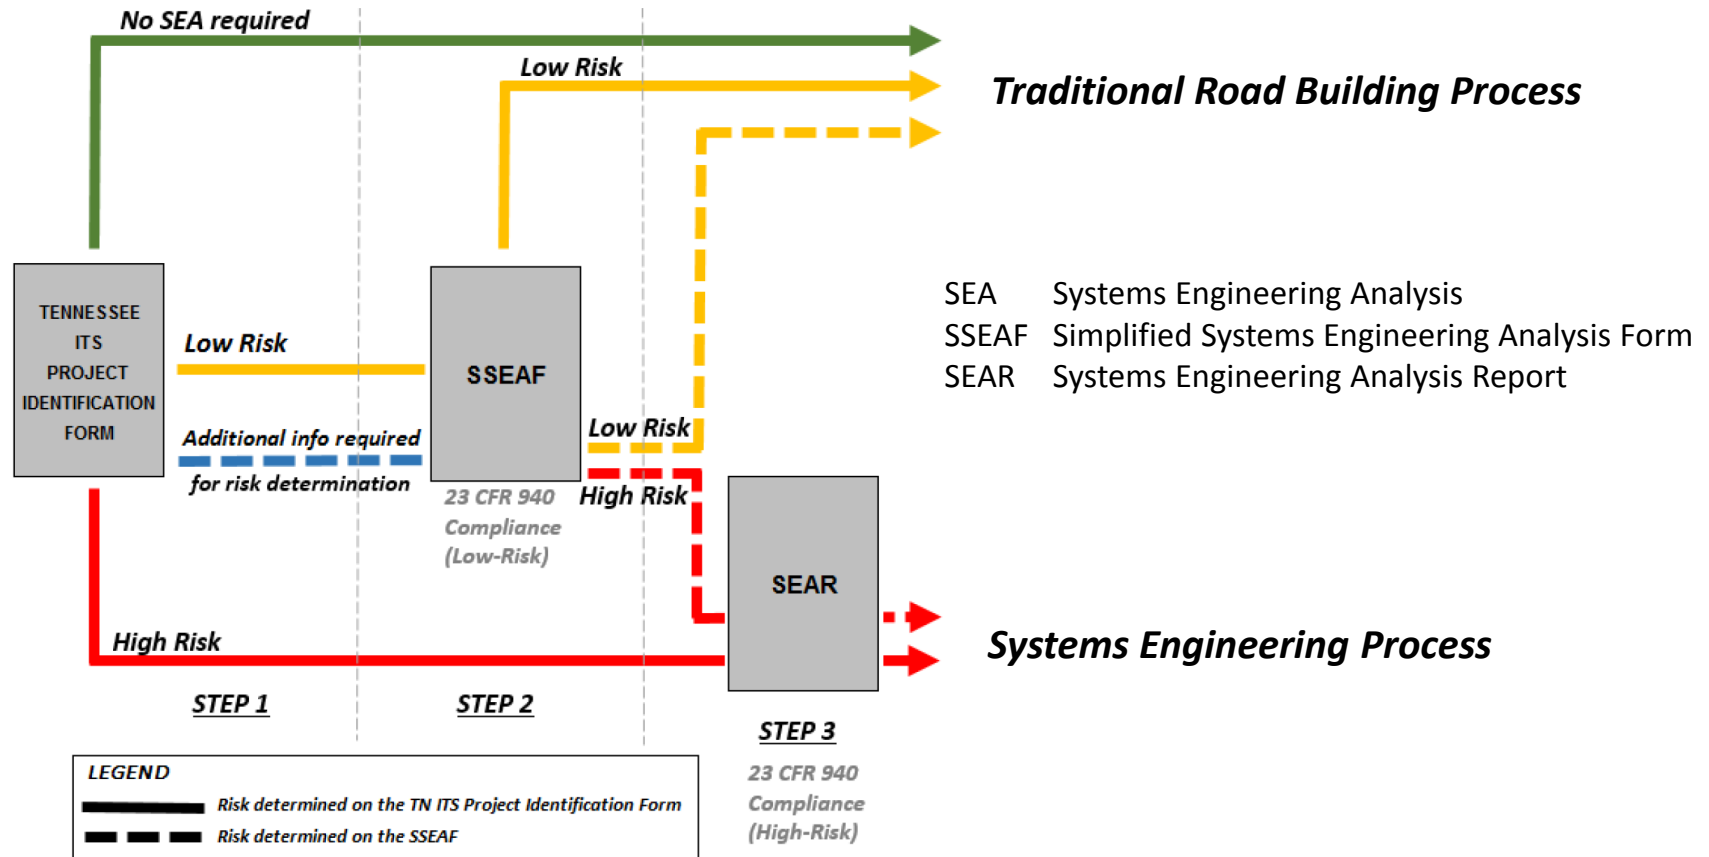 No SEA required
Low Risk
Traditional Road Building Process
TENNESSEE
ITS
PROJECT
IDENTIFICATION
FORM
Low Risk
Additional info required
for risk determination
SSEAF
23 CFR 940
Compliance
(Low-Risk)
Low Risk
High Risk
SEA Systems Engineering Analysis
SSEAF Simplified Systems Engineering Analysis Form
SEAR Systems Engineering Analysis Report
SEAR
High Risk
Systems Engineering Process
STEP 1
STEP 2
STEP 3
23 CFR 940
Compliance
(High-Risk)
LEGEND
Risk determined on the TN ITS Project Identification Form
Risk determined on the SSEAF